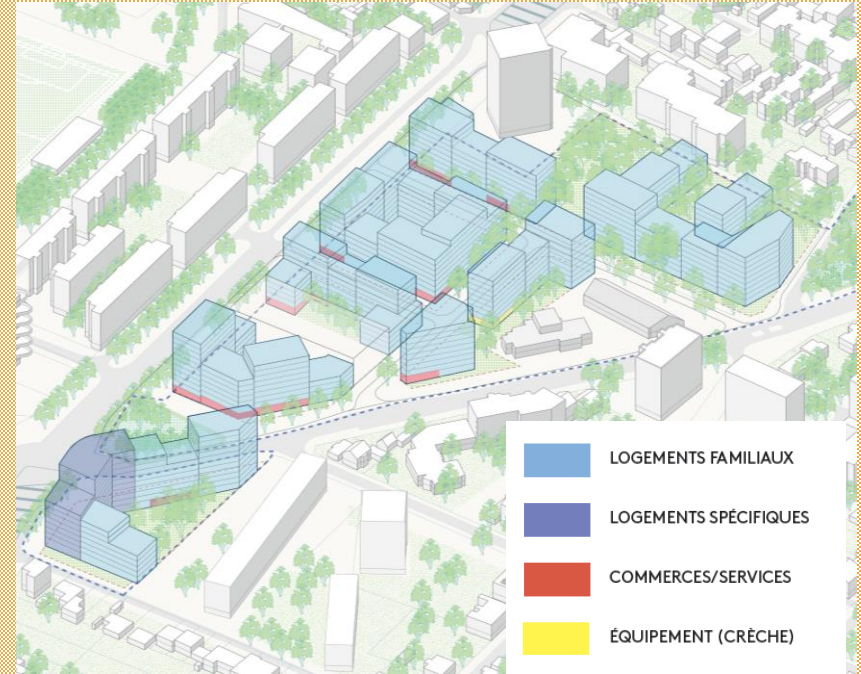 LOGEMENTS FAMILIAUX
LOGEMENTS SPÉCIFIQUES
COMMERCES/SERVICES
ÉQUIPEMENT (CRÈCHE)